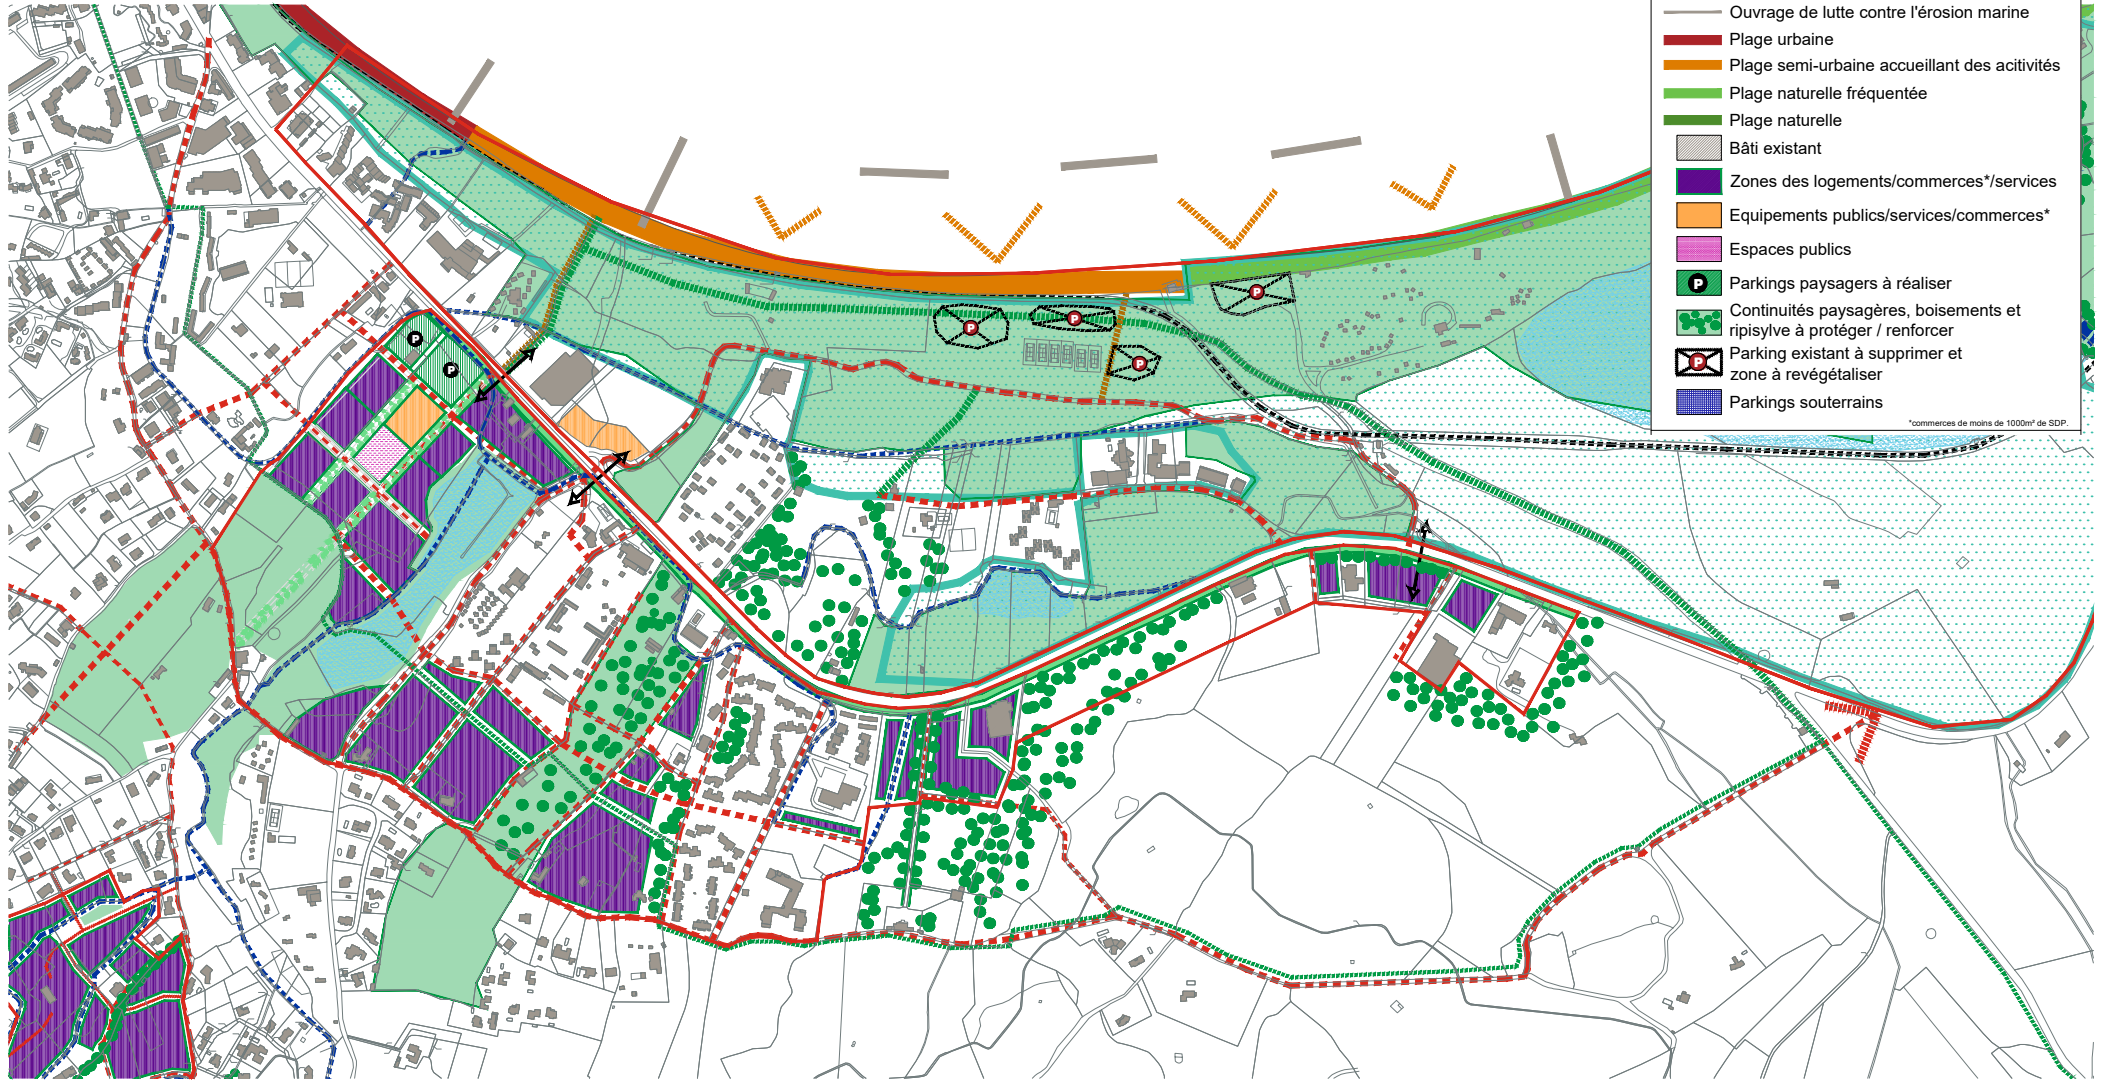 Ouvrage de lutte contre l'érosion marine
Plage urbaine
Plage semi-urbaine accueillant des acitivités
Plage naturelle fréquentée
Plage naturelle
Bâti existant
Zones des logements/commerces*/services
Equipements publics/services/commerces*
Espaces publics
P Parkings paysagers à réaliser
Continuités paysagères, boisements et
ripisylve à protéger / renforcer
P Parking existant à supprimer et
zone à revégétaliser
Parkings souterrains
*commerces de moins de 1000m² de SDP.
P
P
P
P
P
P